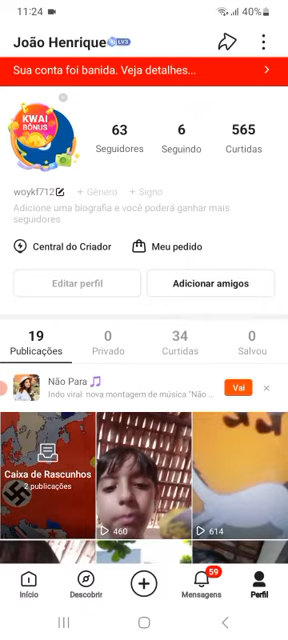 11:24 40%
João Henrique LV3
Sua conta foi banida. Veja detalhes...
KWAI
BÔNUS
63 6 565
Seguidores Seguindo Curtidas
woykf712 + Gênero + Signo
Adicione uma biografia e você poderá ganhar mais
seguidores
Central do Criador Meu pedido
Editar perfil Adicionar amigos
19 0 34 0
Publicações Privado Curtidas Salvou
Não Para
Indo viral: nova montagem de música "Não ...
Vai
Caixa de Rascunhos
2 publicações
460 614
59
Início Descobrir Mensagens Perfil